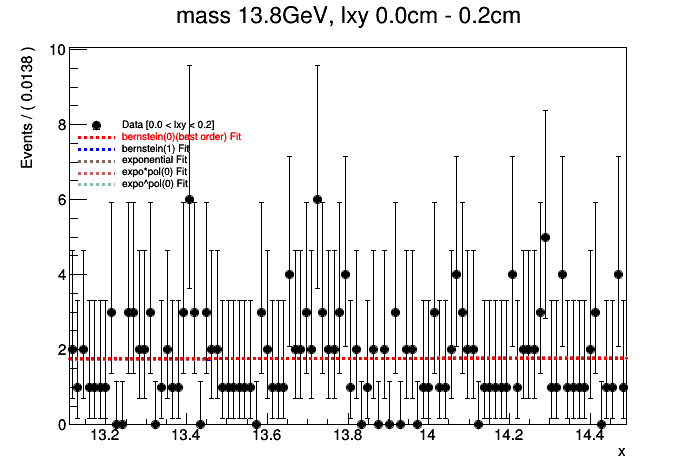 mass 13.8GeV, lxy 0.0cm - 0.2cm
Events / ( 0.0138 )
10
8
6
4
2
0
Data [0.0 < lxy < 0.2]
bernstein(0)(best order) Fit
bernstein(1) Fit
exponential Fit
expo*pol(0) Fit
expo^pol(0) Fit
13.2 13.4 13.6 13.8 14 14.2 14.4
x